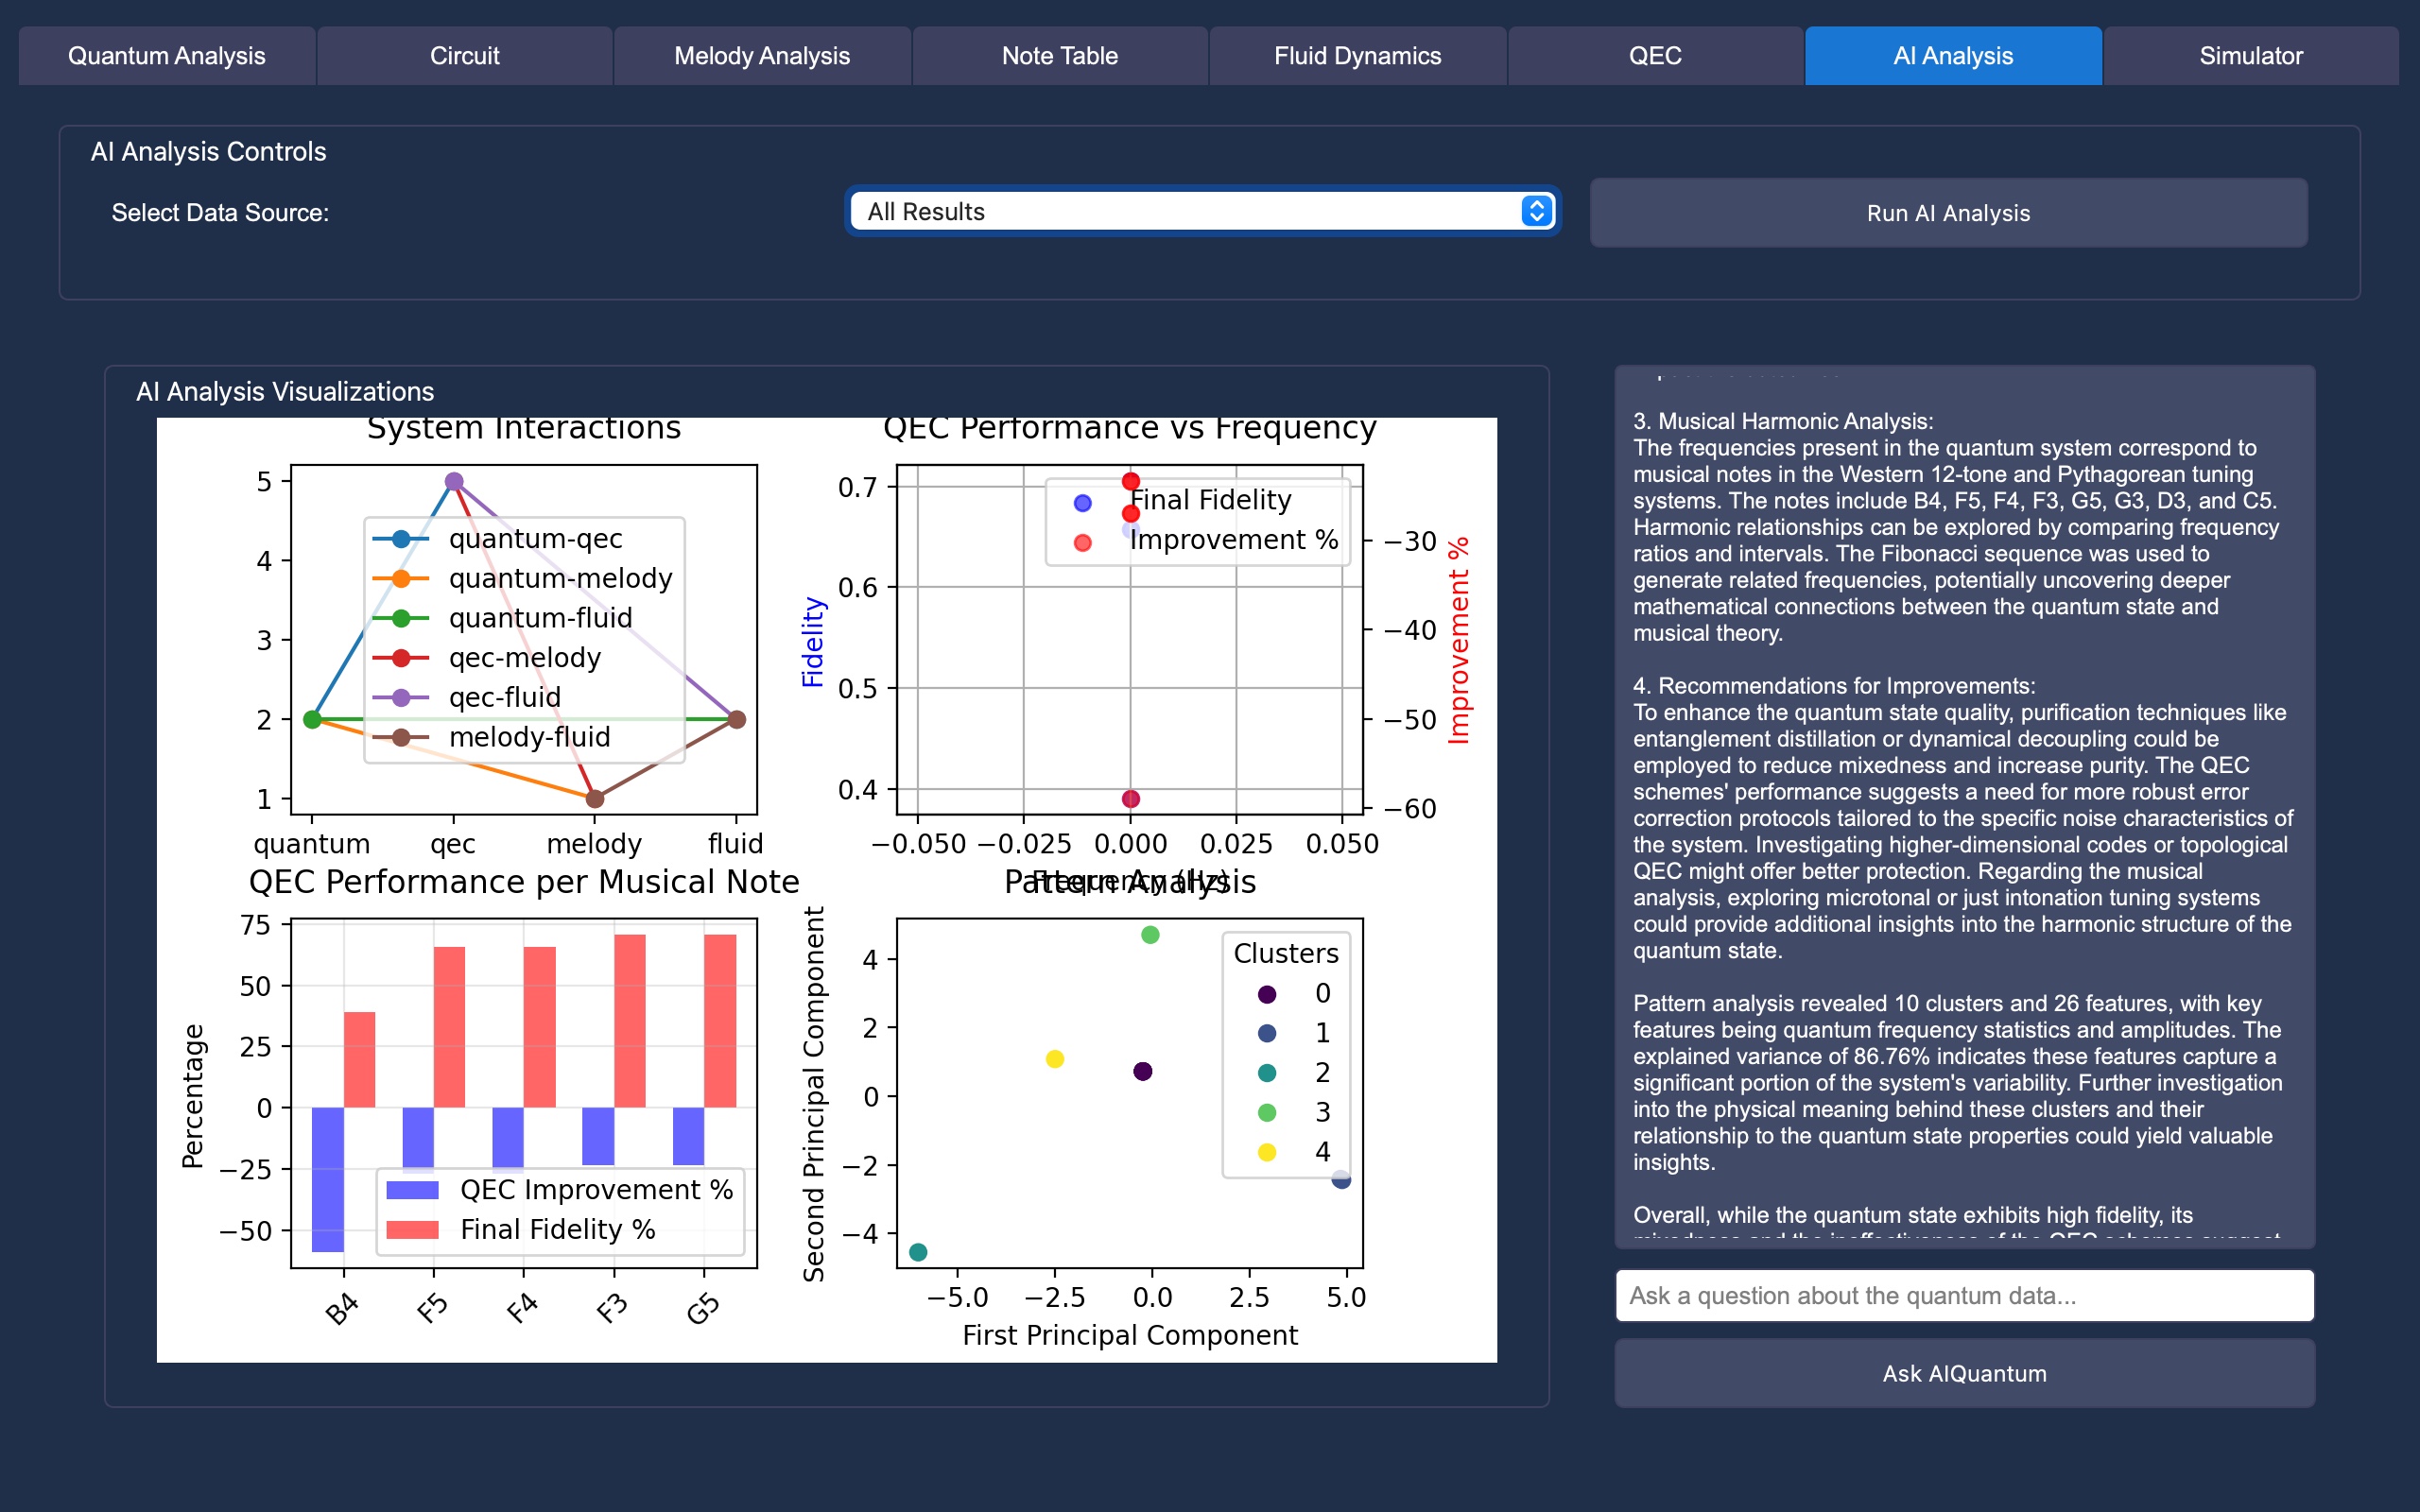 Quantum Analysis
Circuit
Melody Analysis
Note Table
Fluid Dynamics
QEC
AI Analysis
Simulator
AI Analysis Controls
Select Data Source:
All Results
Run AI Analysis
AI Analysis Visualizations
System Interactions
5
4
3
2
1
quantum-qec
quantum-melody
quantum-fluid
qec-melody
qec-fluid
melody-fluid
quantum
qec
melody
fluid
QEC Performance vs Frequency
Fidelity
0.7
0.6
0.5
0.4
Final Fidelity
Improvement %
−30
−40
−50
−60
Improvement %
−0.050
−0.025
0.000
0.025
0.050
Frequency (Hz)
QEC Performance per Musical Note
Percentage
75
50
25
0
−25
−50
QEC Improvement %
Final Fidelity %
B4
F5
F4
F3
G5
Pattern Analysis
Second Principal Component
4
2
0
−2
−4
Clusters
0
1
2
3
4
−5.0
−2.5
0.0
2.5
5.0
First Principal Component
3. Musical Harmonic Analysis:
The frequencies present in the quantum system correspond to
musical notes in the Western 12-tone and Pythagorean tuning
systems. The notes include B4, F5, F4, F3, G5, G3, D3, and C5.
Harmonic relationships can be explored by comparing frequency
ratios and intervals. The Fibonacci sequence was used to
generate related frequencies, potentially uncovering deeper
mathematical connections between the quantum state and
musical theory.
4. Recommendations for Improvements:
To enhance the quantum state quality, purification techniques like
entanglement distillation or dynamical decoupling could be
employed to reduce mixedness and increase purity. The QEC
schemes' performance suggests a need for more robust error
correction protocols tailored to the specific noise characteristics of
the system. Investigating higher-dimensional codes or topological
QEC might offer better protection. Regarding the musical
analysis, exploring microtonal or just intonation tuning systems
could provide additional insights into the harmonic structure of the
quantum state.
Pattern analysis revealed 10 clusters and 26 features, with key
features being quantum frequency statistics and amplitudes. The
explained variance of 86.76% indicates these features capture a
significant portion of the system's variability. Further investigation
into the physical meaning behind these clusters and their
relationship to the quantum state properties could yield valuable
insights.
Overall, while the quantum state exhibits high fidelity, its
mixedness and the ineffectiveness of the QEC schemes suggest
Ask a question about the quantum data...
Ask AIQuantum